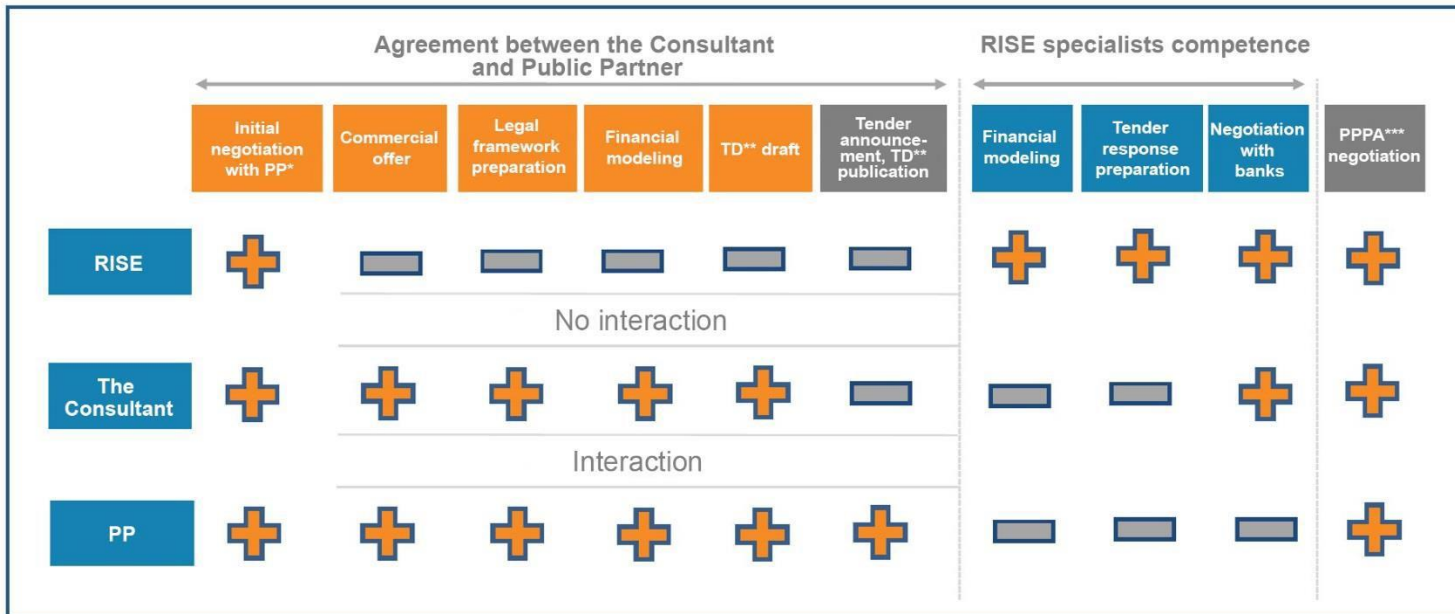 Agreement between the Consultant
and Public Partner
RISE specialists competence
Initial
negotiation
with PP*
Commercial
offer
Legal
framework
preparation
Financial
modeling
TD** draft
Tender
announce-
ment, TD**
publication
Financial
modeling
Tender
response
preparation
Negotiation
with
banks
PPPA***
negotiation
RISE
No interaction
The
Consultant
Interaction
PP